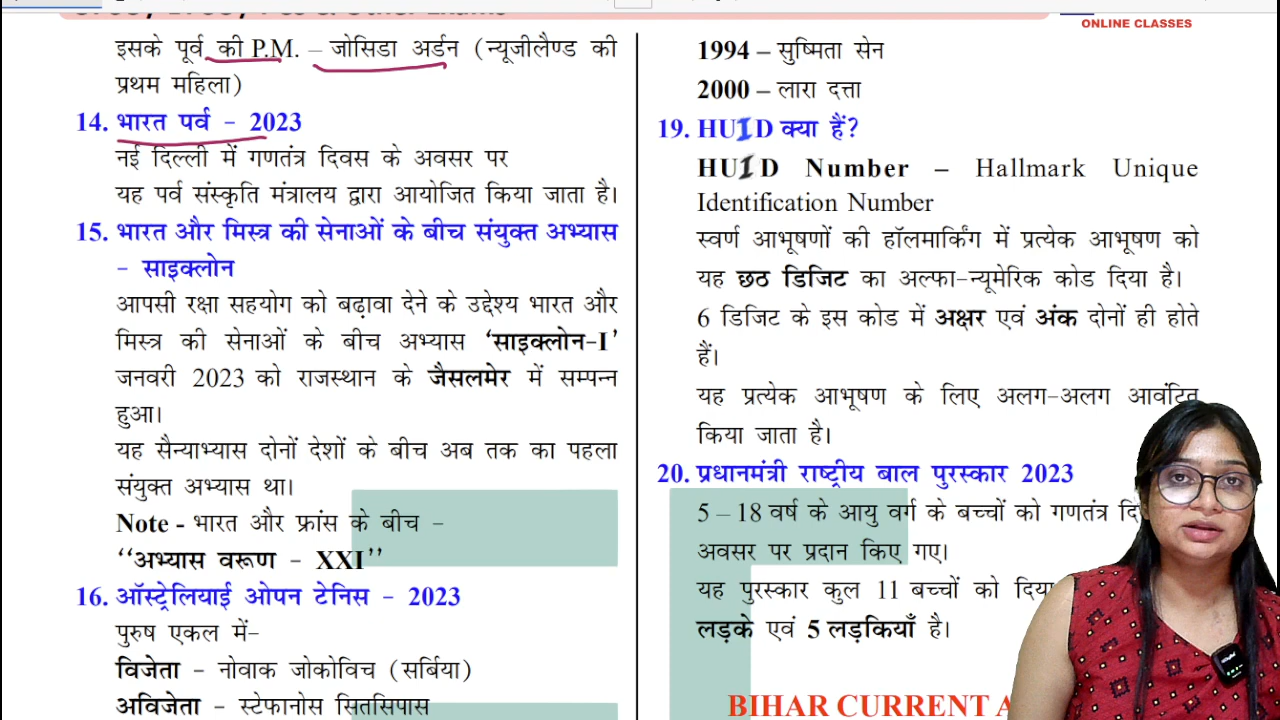 इसके पूर्व की P.M. – जोसिडा अर्डन (न्यूजीलैण्ड की
प्रथम महिला)
14. भारत पर्व - 2023
नई दिल्ली में गणतंत्र दिवस के अवसर पर
यह पर्व संस्कृति मंत्रालय द्वारा आयोजित किया जाता है।
15. भारत और मिस्त्र की सेनाओं के बीच संयुक्त अभ्यास
- साइक्लोन
आपसी रक्षा सहयोग को बढ़ावा देने के उद्देश्य भारत और
मिस्त्र की सेनाओं के बीच अभ्यास ‘साइक्लोन-I’
जनवरी 2023 को राजस्थान के जैसलमेर में सम्पन्न
हुआ।
यह सैन्याभ्यास दोनों देशों के बीच अब तक का पहला
संयुक्त अभ्यास था।
Note - भारत और फ्रांस के बीच -
“अभ्यास वरूण - XXI”
16. ऑस्ट्रेलियाई ओपन टेनिस - 2023
पुरुष एकल में-
विजेता - नोवाक जोकोविच (सर्बिया)
अविजेता - स्टेफानोस सितसिपास
ONLINE CLASSES
1994 – सुष्मिता सेन
2000 – लारा दत्ता
19. HUID क्या हैं?
HUID Number – Hallmark Unique
Identification Number
स्वर्ण आभूषणों की हॉलमार्किंग में प्रत्येक आभूषण को
यह छठ डिजिट का अल्फा-न्यूमेरिक कोड दिया है।
6 डिजिट के इस कोड में अक्षर एवं अंक दोनों ही होते
हैं।
यह प्रत्येक आभूषण के लिए अलग-अलग आवंटित
किया जाता है।
20. प्रधानमंत्री राष्ट्रीय बाल पुरस्कार 2023
5 – 18 वर्ष के आयु वर्ग के बच्चों को गणतंत्र
अवसर पर प्रदान किए गए।
यह पुरस्कार कुल 11 बच्चों को दिया
लड़के एवं 5 लड़कियाँ है।
BIHAR CURRENT